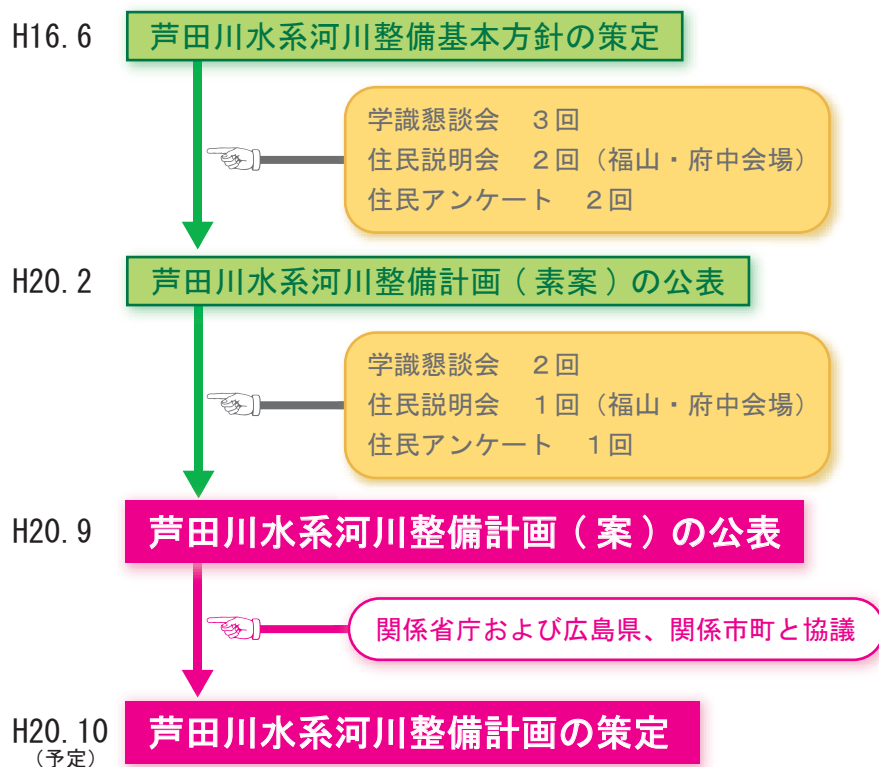 H16.6 芦田川水系河川整備基本方針の策定
学識懇談会 3回
住民説明会 2回（福山・府中会場）
住民アンケート 2回
H20.2 芦田川水系河川整備計画（素案）の公表
学識懇談会 2回
住民説明会 1回（福山・府中会場）
住民アンケート 1回
H20.9 芦田川水系河川整備計画（案）の公表
関係省庁および広島県、関係市町と協議
H20.10 芦田川水系河川整備計画の策定
（予定）